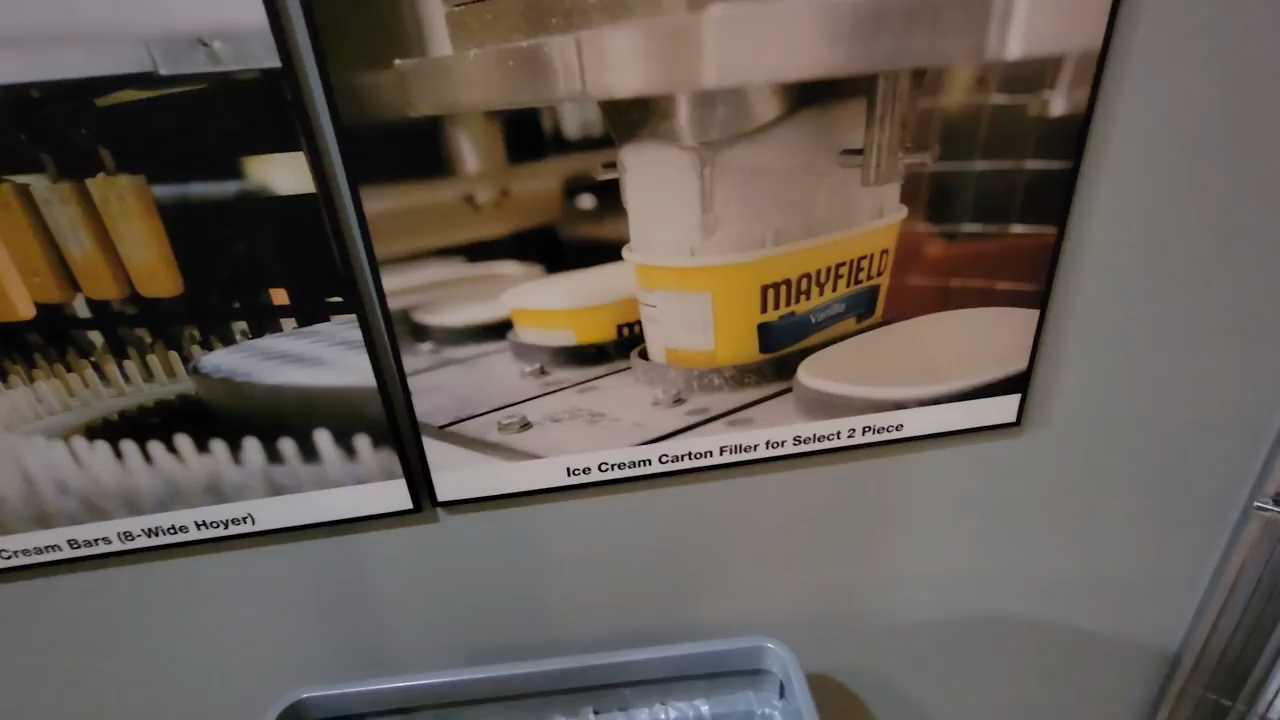 MAYFIELD
Vanilla
Ice Cream Carton Filler for Select 2 Piece
Cream Bars (8-Wide Hoyer)